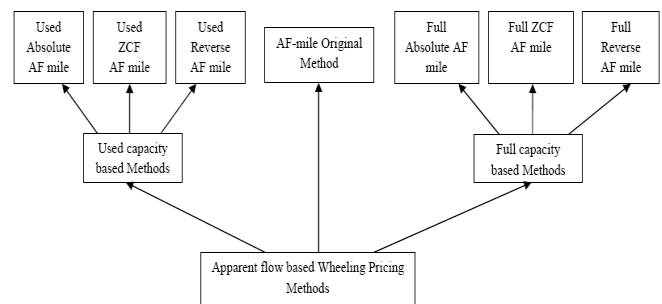 Used
Absolute
AF mile
Used
ZCF
AF mile
Used
Reverse
AF mile
AF-mile Original
Method
Full
Absolute AF
mile
Full ZCF
AF mile
Full
Reverse
AF mile
Used capacity
based Methods
Full capacity
based Methods
Apparent flow based Wheeling Pricing
Methods